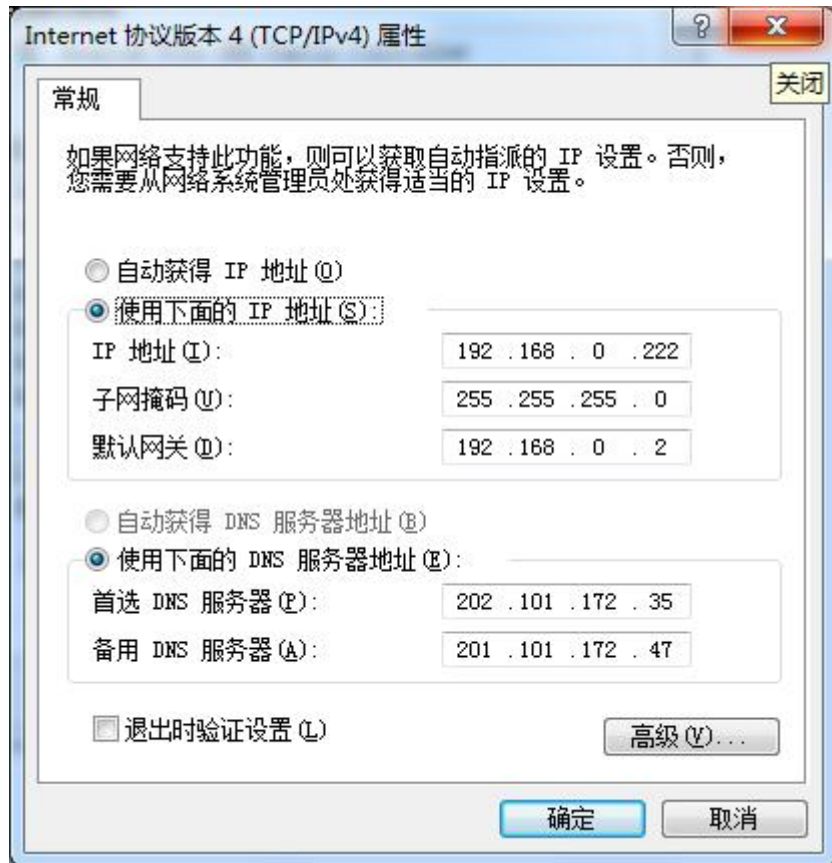 Internet 协议版本 4 (TCP/IPv4) 属性
?
X
关闭
常规
如果网络支持此功能，则可以获取自动指派的 IP 设置。否则，
您需要从网络系统管理员处获得适当的 IP 设置。
自动获得 IP 地址(O)
使用下面的 IP 地址(S):
IP 地址(I): 192 .168 . 0 .222
子网掩码(U): 255 .255 .255 . 0
默认网关(D): 192 .168 . 0 . 2
自动获得 DNS 服务器地址(B)
使用下面的 DNS 服务器地址(E):
首选 DNS 服务器(P): 202 .101 .172 . 35
备用 DNS 服务器(A): 201 .101 .172 . 47
退出时验证设置(L)
高级(V)...
确定 取消